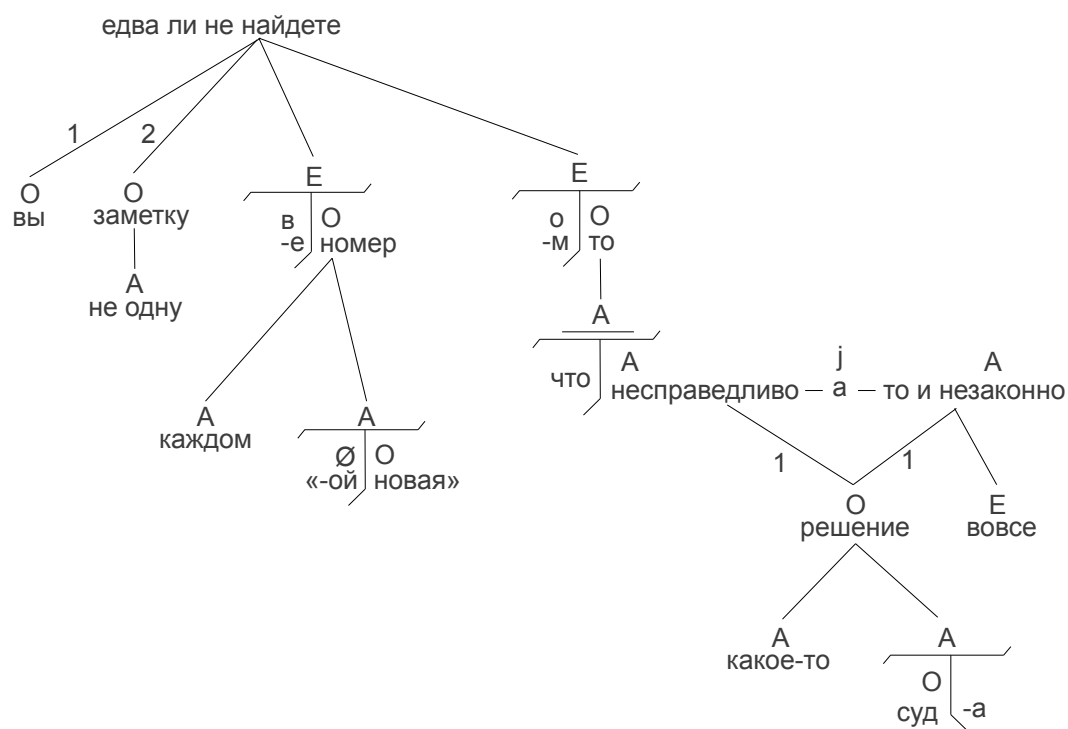 едва ли не найдете
1 2
О О Е Е
вы заметку в О о О
-е номер -м то
А А
не одну
что А j А
несправедливо – а – то и незаконно
А А
каждом Ø О 1 1
«-ой новая»
О Е
решение вовсе
А А
какое-то О
суд -а